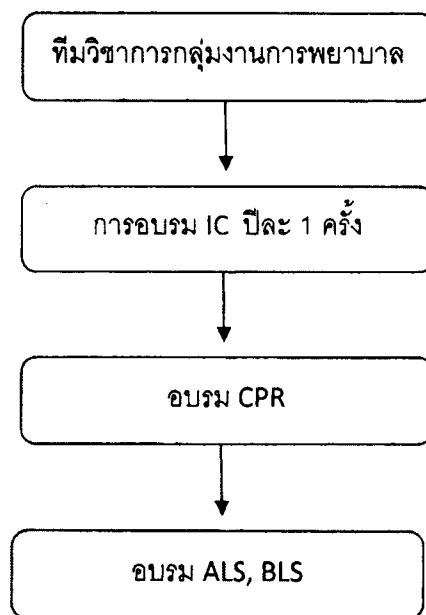 ทีมวิชาการกลุ่มงานการพยาบาล
การอบรม IC ปีละ 1 ครั้ง
อบรม CPR
อบรม ALS, BLS